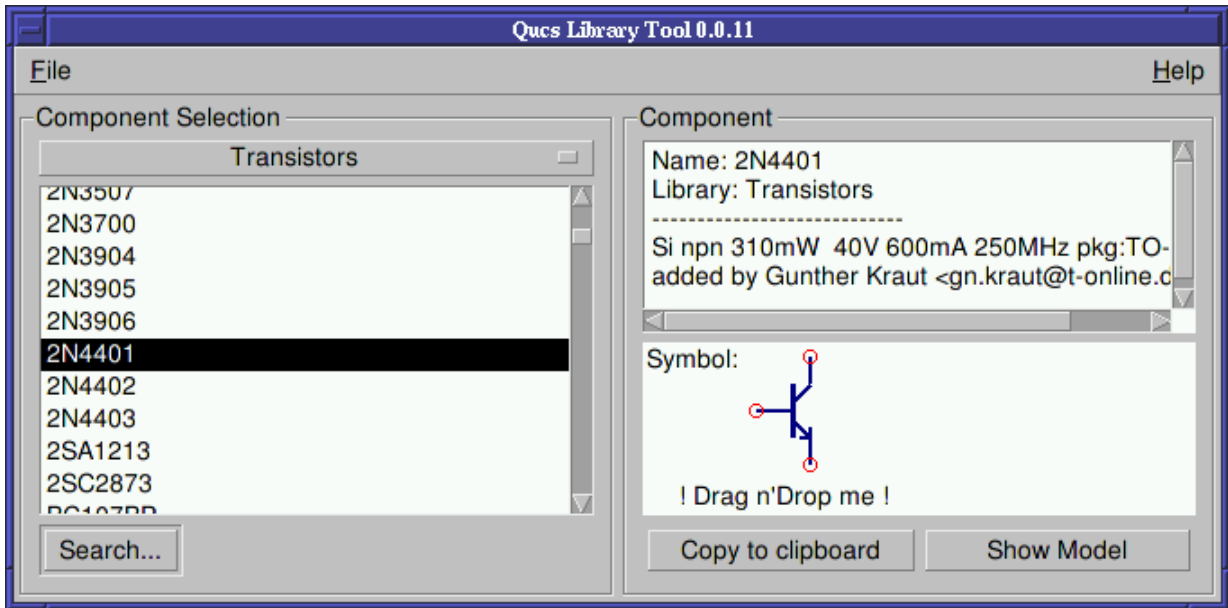 Qucs Library Tool 0.0.11
File
Help
Component Selection
Transistors
2N3507
2N3700
2N3904
2N3905
2N3906
2N4401
2N4402
2N4403
2SA1213
2SC2873
Search...
Component
Name: 2N4401
Library: Transistors
----------------------------
Si npn 310mW  40V 600mA 250MHz pkg:TO-
added by Gunther Kraut <gn.kraut@t-online.d
Symbol:
! Drag n'Drop me !
Copy to clipboard
Show Model